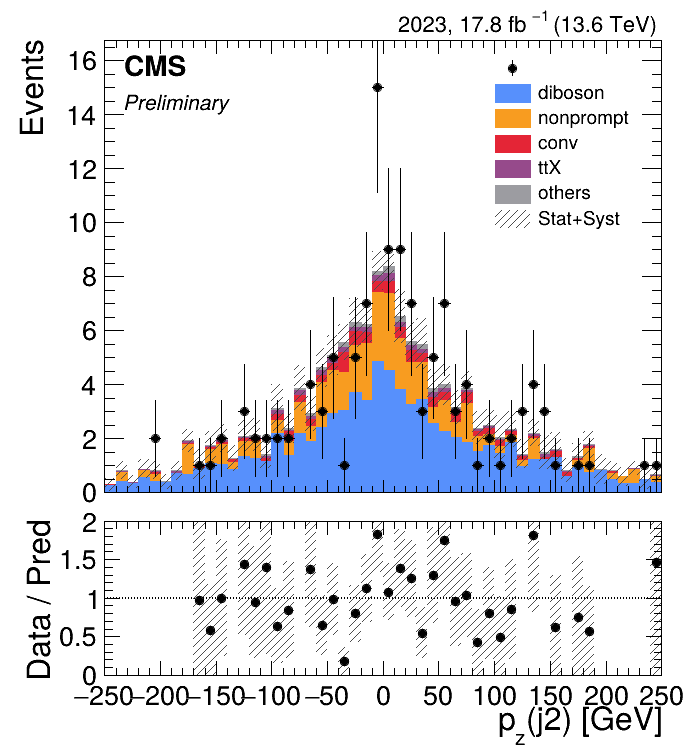 2023, 17.8 fb⁻¹ (13.6 TeV)
Events
CMS
Preliminary
diboson
nonprompt
conv
ttX
others
Stat+Syst
16
14
12
10
8
6
4
2
0
Data / Pred
2
1.5
1
0.5
0
−250 −200 −150 −100 −50 0 50 100 150 200 250
p_z(j2) [GeV]